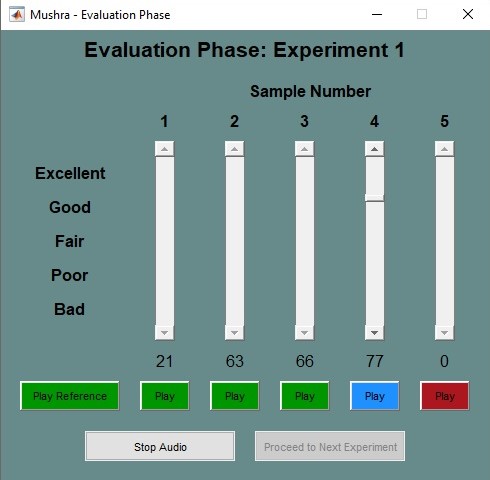 Mushra - Evaluation Phase
Evaluation Phase: Experiment 1
Sample Number
1 2 3 4 5
Excellent
Good
Fair
Poor
Bad
21 63 66 77 0
Play Reference Play Play Play Play Play
Stop Audio Proceed to Next Experiment